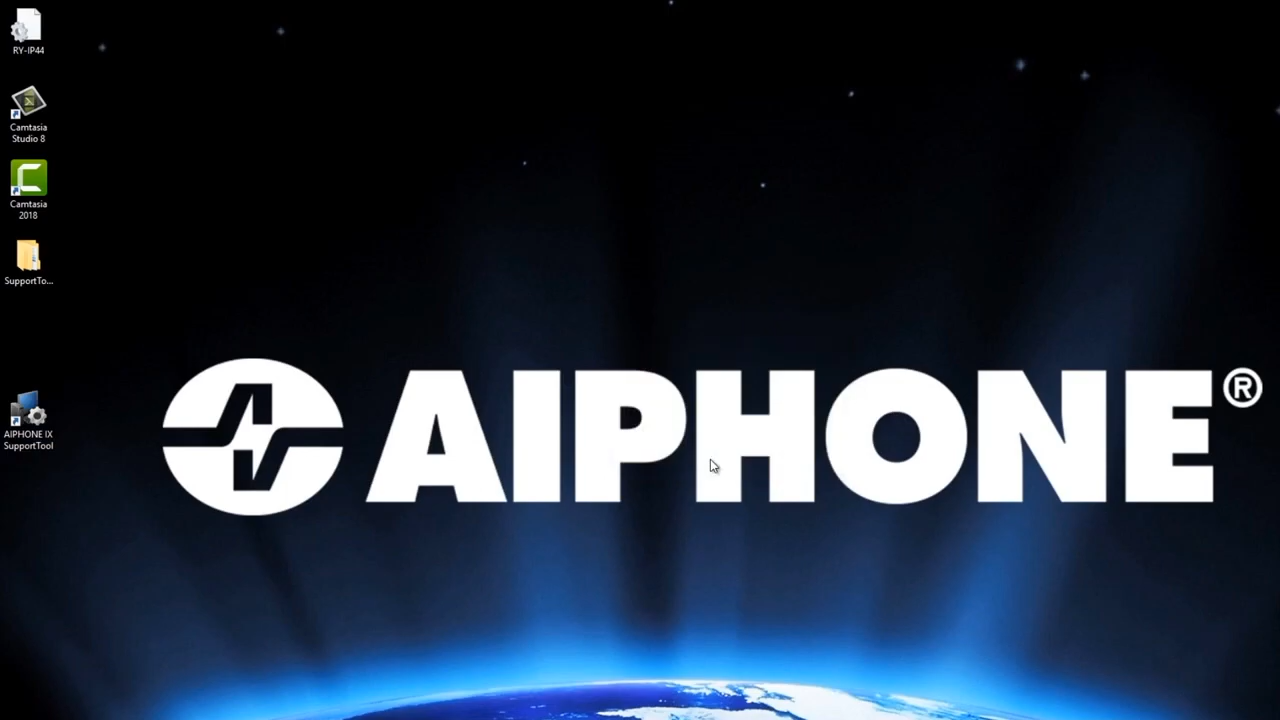 RY-IP44
Camtasia
Studio 8
Camtasia
2018
SupportTo...
AIPHONE IX
SupportTool
AIPHONE®